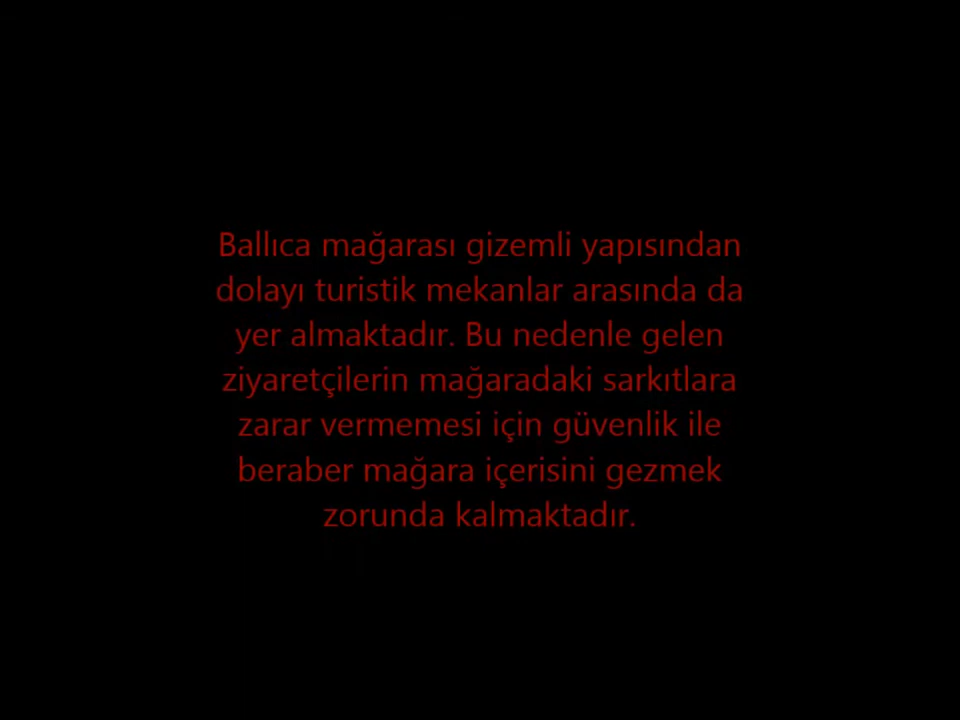 Ballıca mağarası gizemli yapısından
dolayı turistik mekanlar arasında da
yer almaktadır. Bu nedenle gelen
ziyaretçilerin mağaradaki sarkıtlara
zarar vermemesi için güvenlik ile
beraber mağara içerisini gezmek
zorunda kalmaktadır.